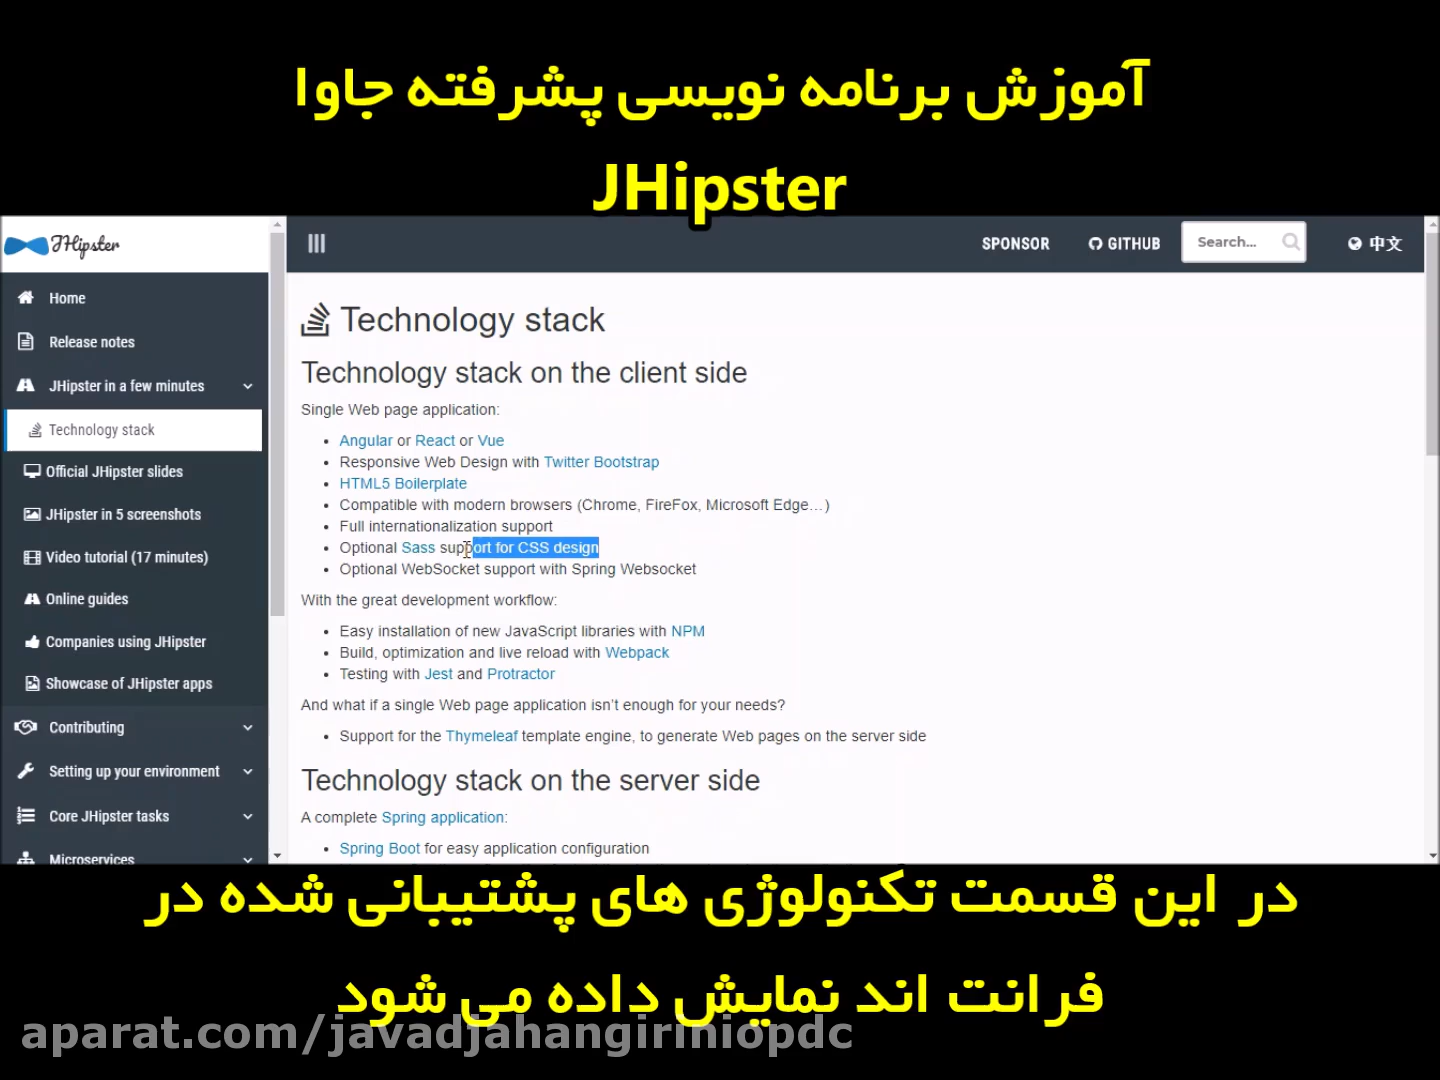 آموزش برنامه نویسی پشرفته جاوا
JHipster
JHipster
SPONSOR
GITHUB
Search...
中文
Home
Release notes
JHipster in a few minutes
Technology stack
Official JHipster slides
JHipster in 5 screenshots
Video tutorial (17 minutes)
Online guides
Companies using JHipster
Showcase of JHipster apps
Contributing
Setting up your environment
Core JHipster tasks
Microservices
Technology stack
Technology stack on the client side
Single Web page application:
Angular or React or Vue
Responsive Web Design with Twitter Bootstrap
HTML5 Boilerplate
Compatible with modern browsers (Chrome, FireFox, Microsoft Edge…)
Full internationalization support
Optional Sass support for CSS design
Optional WebSocket support with Spring Websocket
With the great development workflow:
Easy installation of new JavaScript libraries with NPM
Build, optimization and live reload with Webpack
Testing with Jest and Protractor
And what if a single Web page application isn't enough for your needs?
Support for the Thymeleaf template engine, to generate Web pages on the server side
Technology stack on the server side
A complete Spring application:
Spring Boot for easy application configuration
در این قسمت تکنولوژی های پشتیبانی شده در
فرانت اند نمایش داده می شود
aparat.com/javadjahangiriniopdc